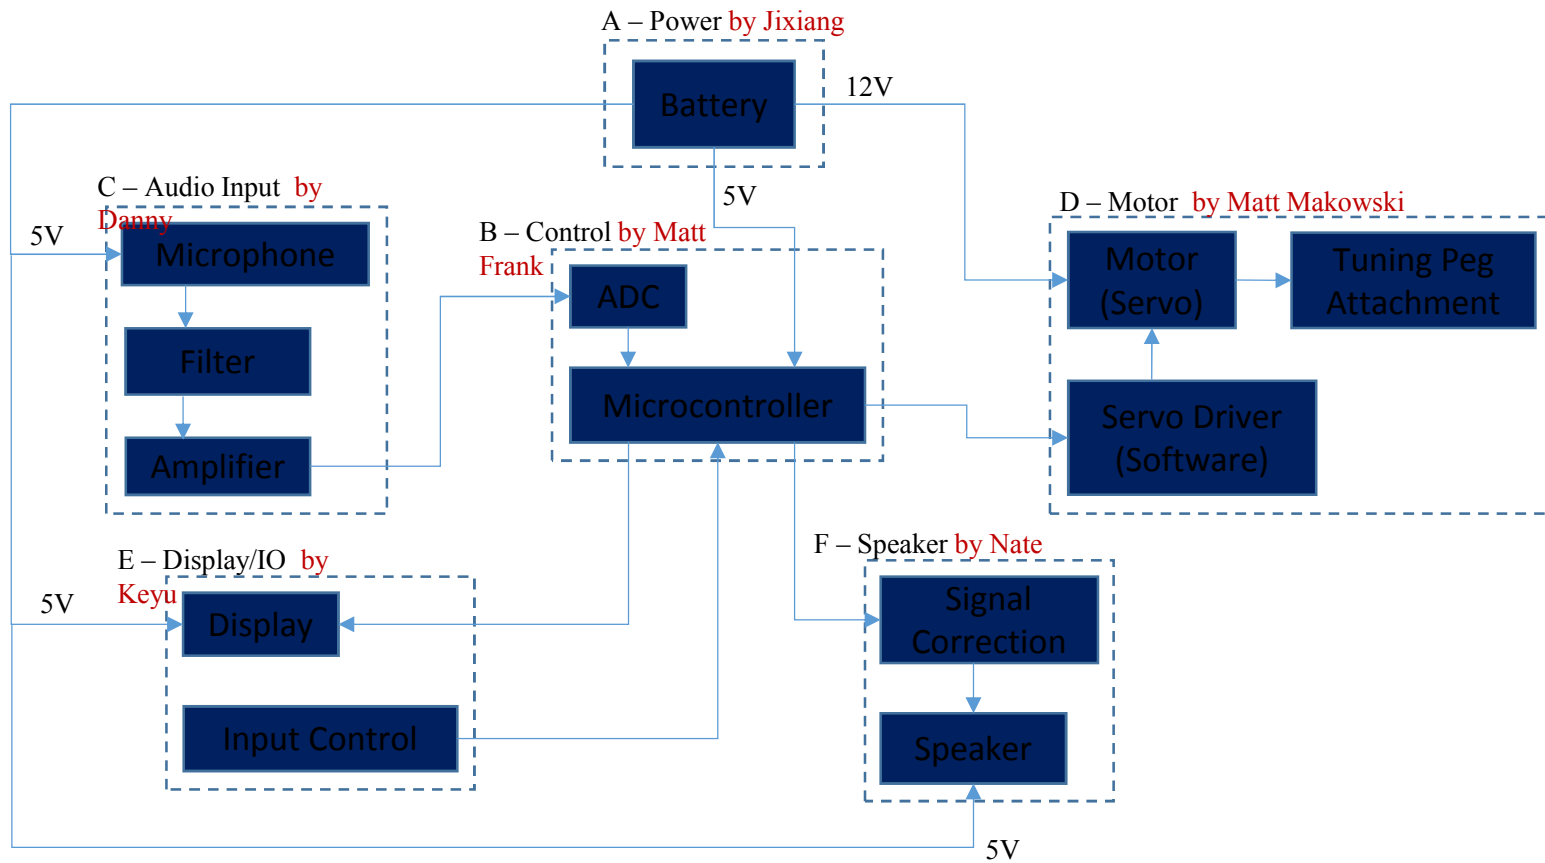 A – Power by Jixiang
Battery
12V
5V
C – Audio Input by
Danny
5V
Microphone
Filter
Amplifier
B – Control by Matt
Frank
ADC
Microcontroller
D – Motor by Matt Makowski
Motor
(Servo)
Tuning Peg
Attachment
Servo Driver
(Software)
E – Display/IO by
Keyu
5V
Display
Input Control
F – Speaker by Nate
Signal
Correction
Speaker
5V